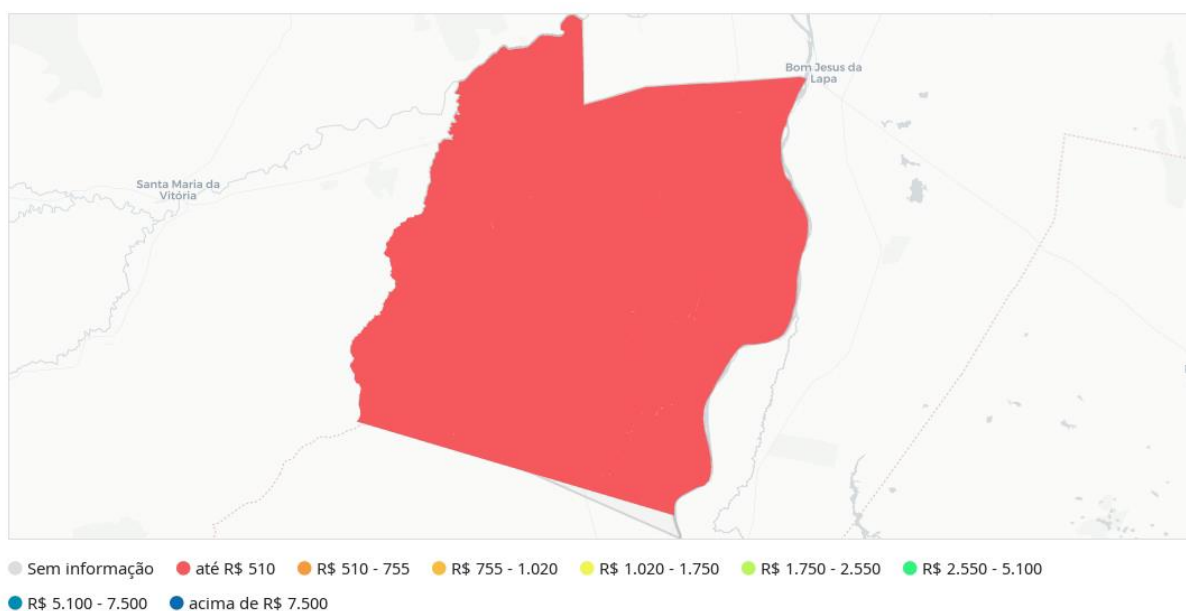 Bom Jesus da
Lapa
Santa Maria da
Vitória
Sem informação até R$ 510 R$ 510 - 755 R$ 755 - 1.020 R$ 1.020 - 1.750 R$ 1.750 - 2.550 R$ 2.550 - 5.100
R$ 5.100 - 7.500 acima de R$ 7.500